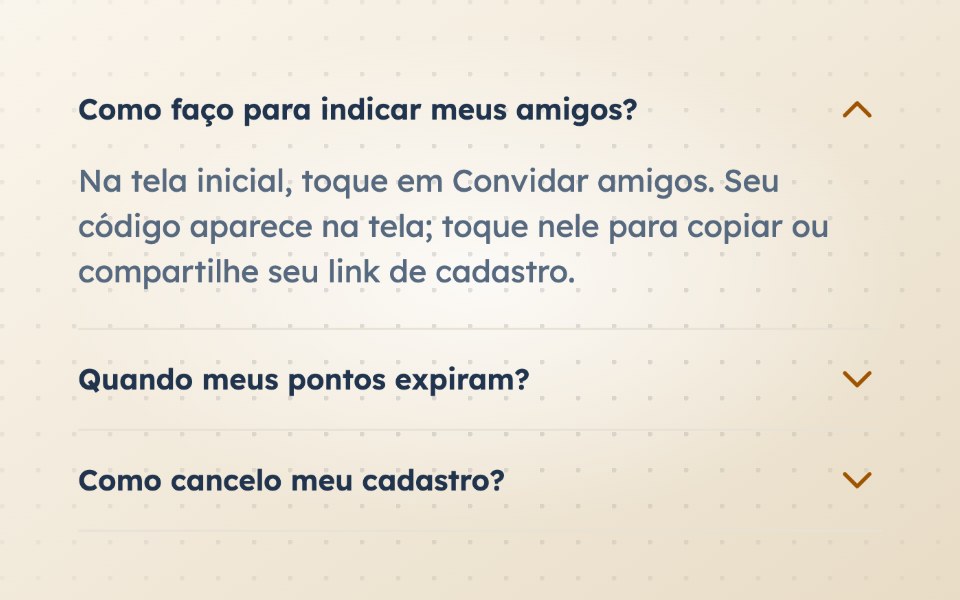 Como faço para indicar meus amigos?
Na tela inicial, toque em Convidar amigos. Seu
código aparece na tela; toque nele para copiar ou
compartilhe seu link de cadastro.
Quando meus pontos expiram?
Como cancelo meu cadastro?